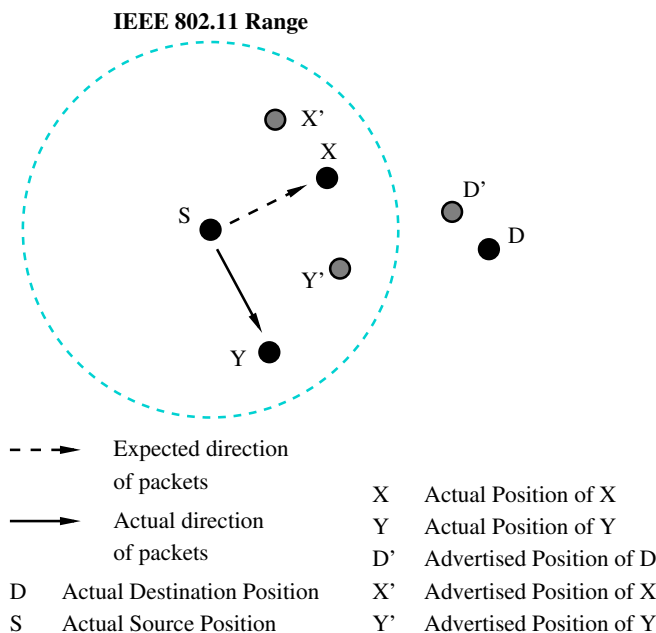 IEEE 802.11 Range
X'
X
S
D'
D
Y'
Y
Expected direction
of packets
Actual direction
of packets
D Actual Destination Position
S Actual Source Position
X Actual Position of X
Y Actual Position of Y
D' Advertised Position of D
X' Advertised Position of X
Y' Advertised Position of Y